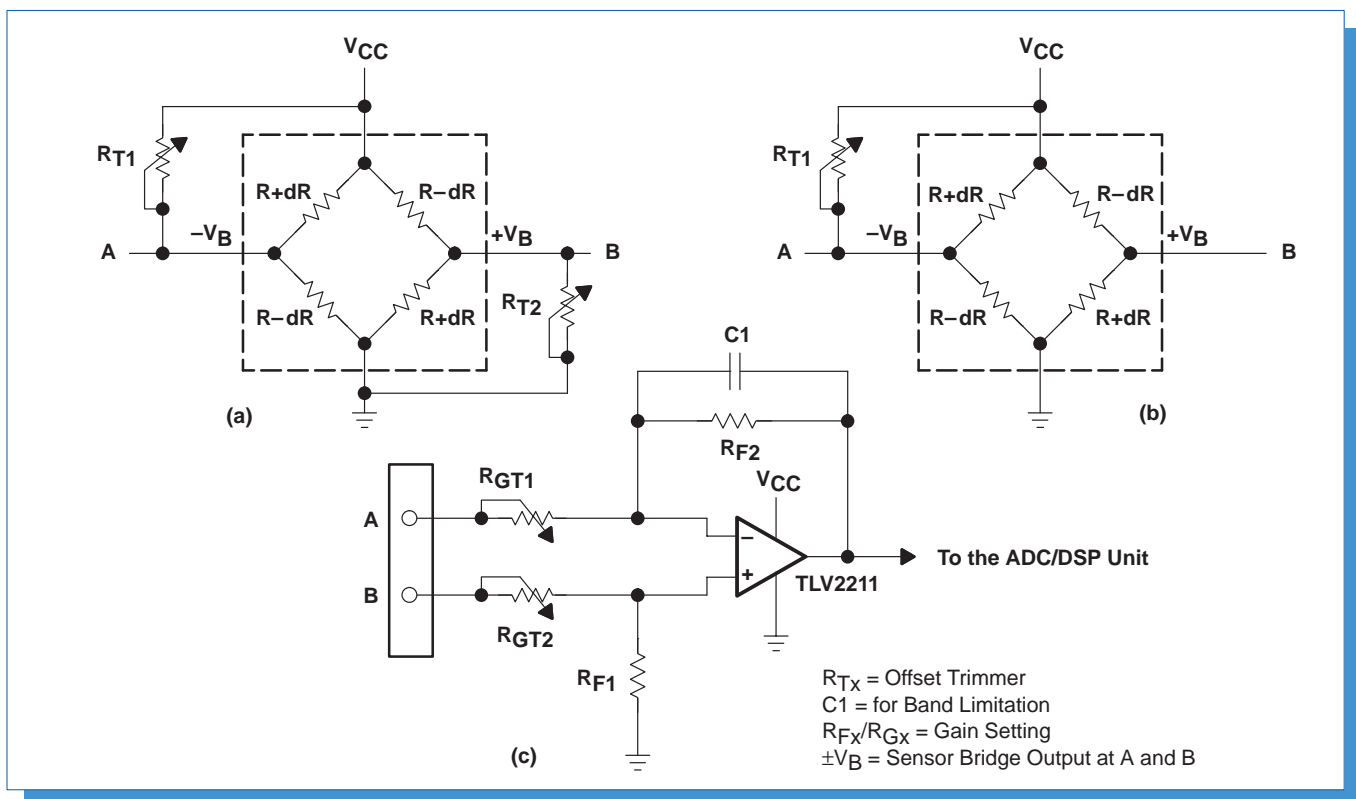 VCC
RT1
R+dR
R−dR
A
−VB
+VB
B
RT2
R−dR
R+dR
(a)
VCC
RT1
R+dR
R−dR
A
−VB
+VB
B
R−dR
R+dR
(b)
C1
RF2
RGT1
VCC
A
−
+
TLV2211
To the ADC/DSP Unit
B
RGT2
RF1
(c)
RTx = Offset Trimmer
C1 = for Band Limitation
RFx/RGx = Gain Setting
±VB = Sensor Bridge Output at A and B